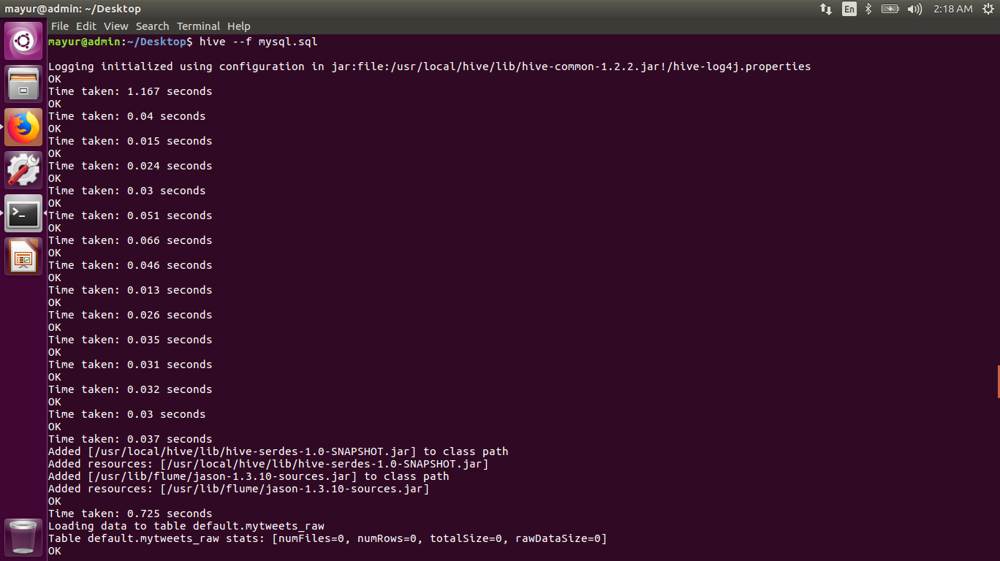 mayur@admin: ~/Desktop
En
2:18 AM
File Edit View Search Terminal Help
mayur@admin:~/Desktop$ hive --f mysql.sql
Logging initialized using configuration in jar:file:/usr/local/hive/lib/hive-common-1.2.2.jar!/hive-log4j.properties
OK
Time taken: 1.167 seconds
OK
Time taken: 0.04 seconds
OK
Time taken: 0.015 seconds
OK
Time taken: 0.024 seconds
OK
Time taken: 0.03 seconds
OK
Time taken: 0.051 seconds
OK
Time taken: 0.066 seconds
OK
Time taken: 0.046 seconds
OK
Time taken: 0.013 seconds
OK
Time taken: 0.026 seconds
OK
Time taken: 0.035 seconds
OK
Time taken: 0.031 seconds
OK
Time taken: 0.032 seconds
OK
Time taken: 0.03 seconds
OK
Time taken: 0.037 seconds
Added [/usr/local/hive/lib/hive-serdes-1.0-SNAPSHOT.jar] to class path
Added resources: [/usr/local/hive/lib/hive-serdes-1.0-SNAPSHOT.jar]
Added [/usr/lib/flume/jason-1.3.10-sources.jar] to class path
Added resources: [/usr/lib/flume/jason-1.3.10-sources.jar]
OK
Time taken: 0.725 seconds
Loading data to table default.mytweets_raw
Table default.mytweets_raw stats: [numFiles=0, numRows=0, totalSize=0, rawDataSize=0]
OK